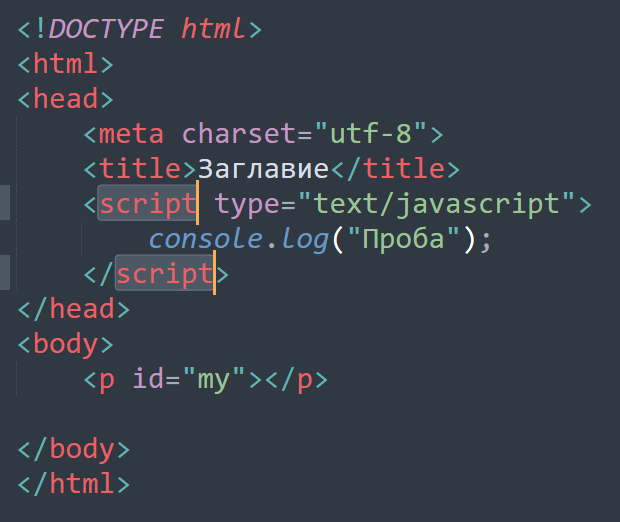 <!DOCTYPE html>
<html>
<head>
    <meta charset="utf-8">
    <title>Заглавие</title>
    <script type="text/javascript">
        console.log("Проба");
    </script>
</head>
<body>
    <p id="my"></p>

</body>
</html>